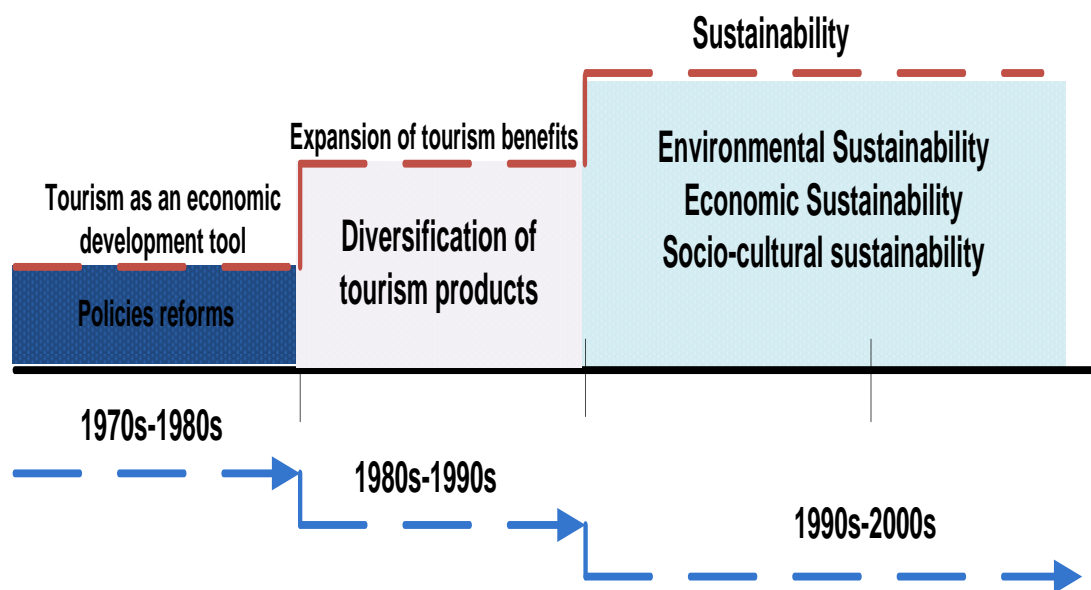 Sustainability
Expansion of tourism benefits
Environmental Sustainability
Economic Sustainability
Socio-cultural sustainability
Tourism as an economic
development tool
Diversification of
tourism products
Policies reforms
1970s-1980s
1980s-1990s
1990s-2000s